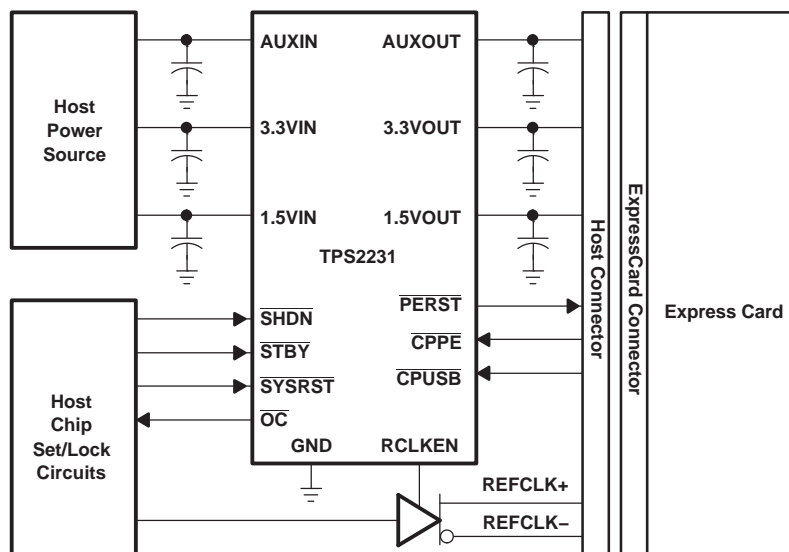 Host
Power
Source
AUXIN
AUXOUT
3.3VIN
3.3VOUT
1.5VIN
1.5VOUT
TPS2231
SHDN
STBY
SYSRST
OC
PERST
CPPE
CPUSB
GND
RCLKEN
Host
Chip
Set/Lock
Circuits
REFCLK+
REFCLK−
Host Connector
ExpressCard Connector
Express Card